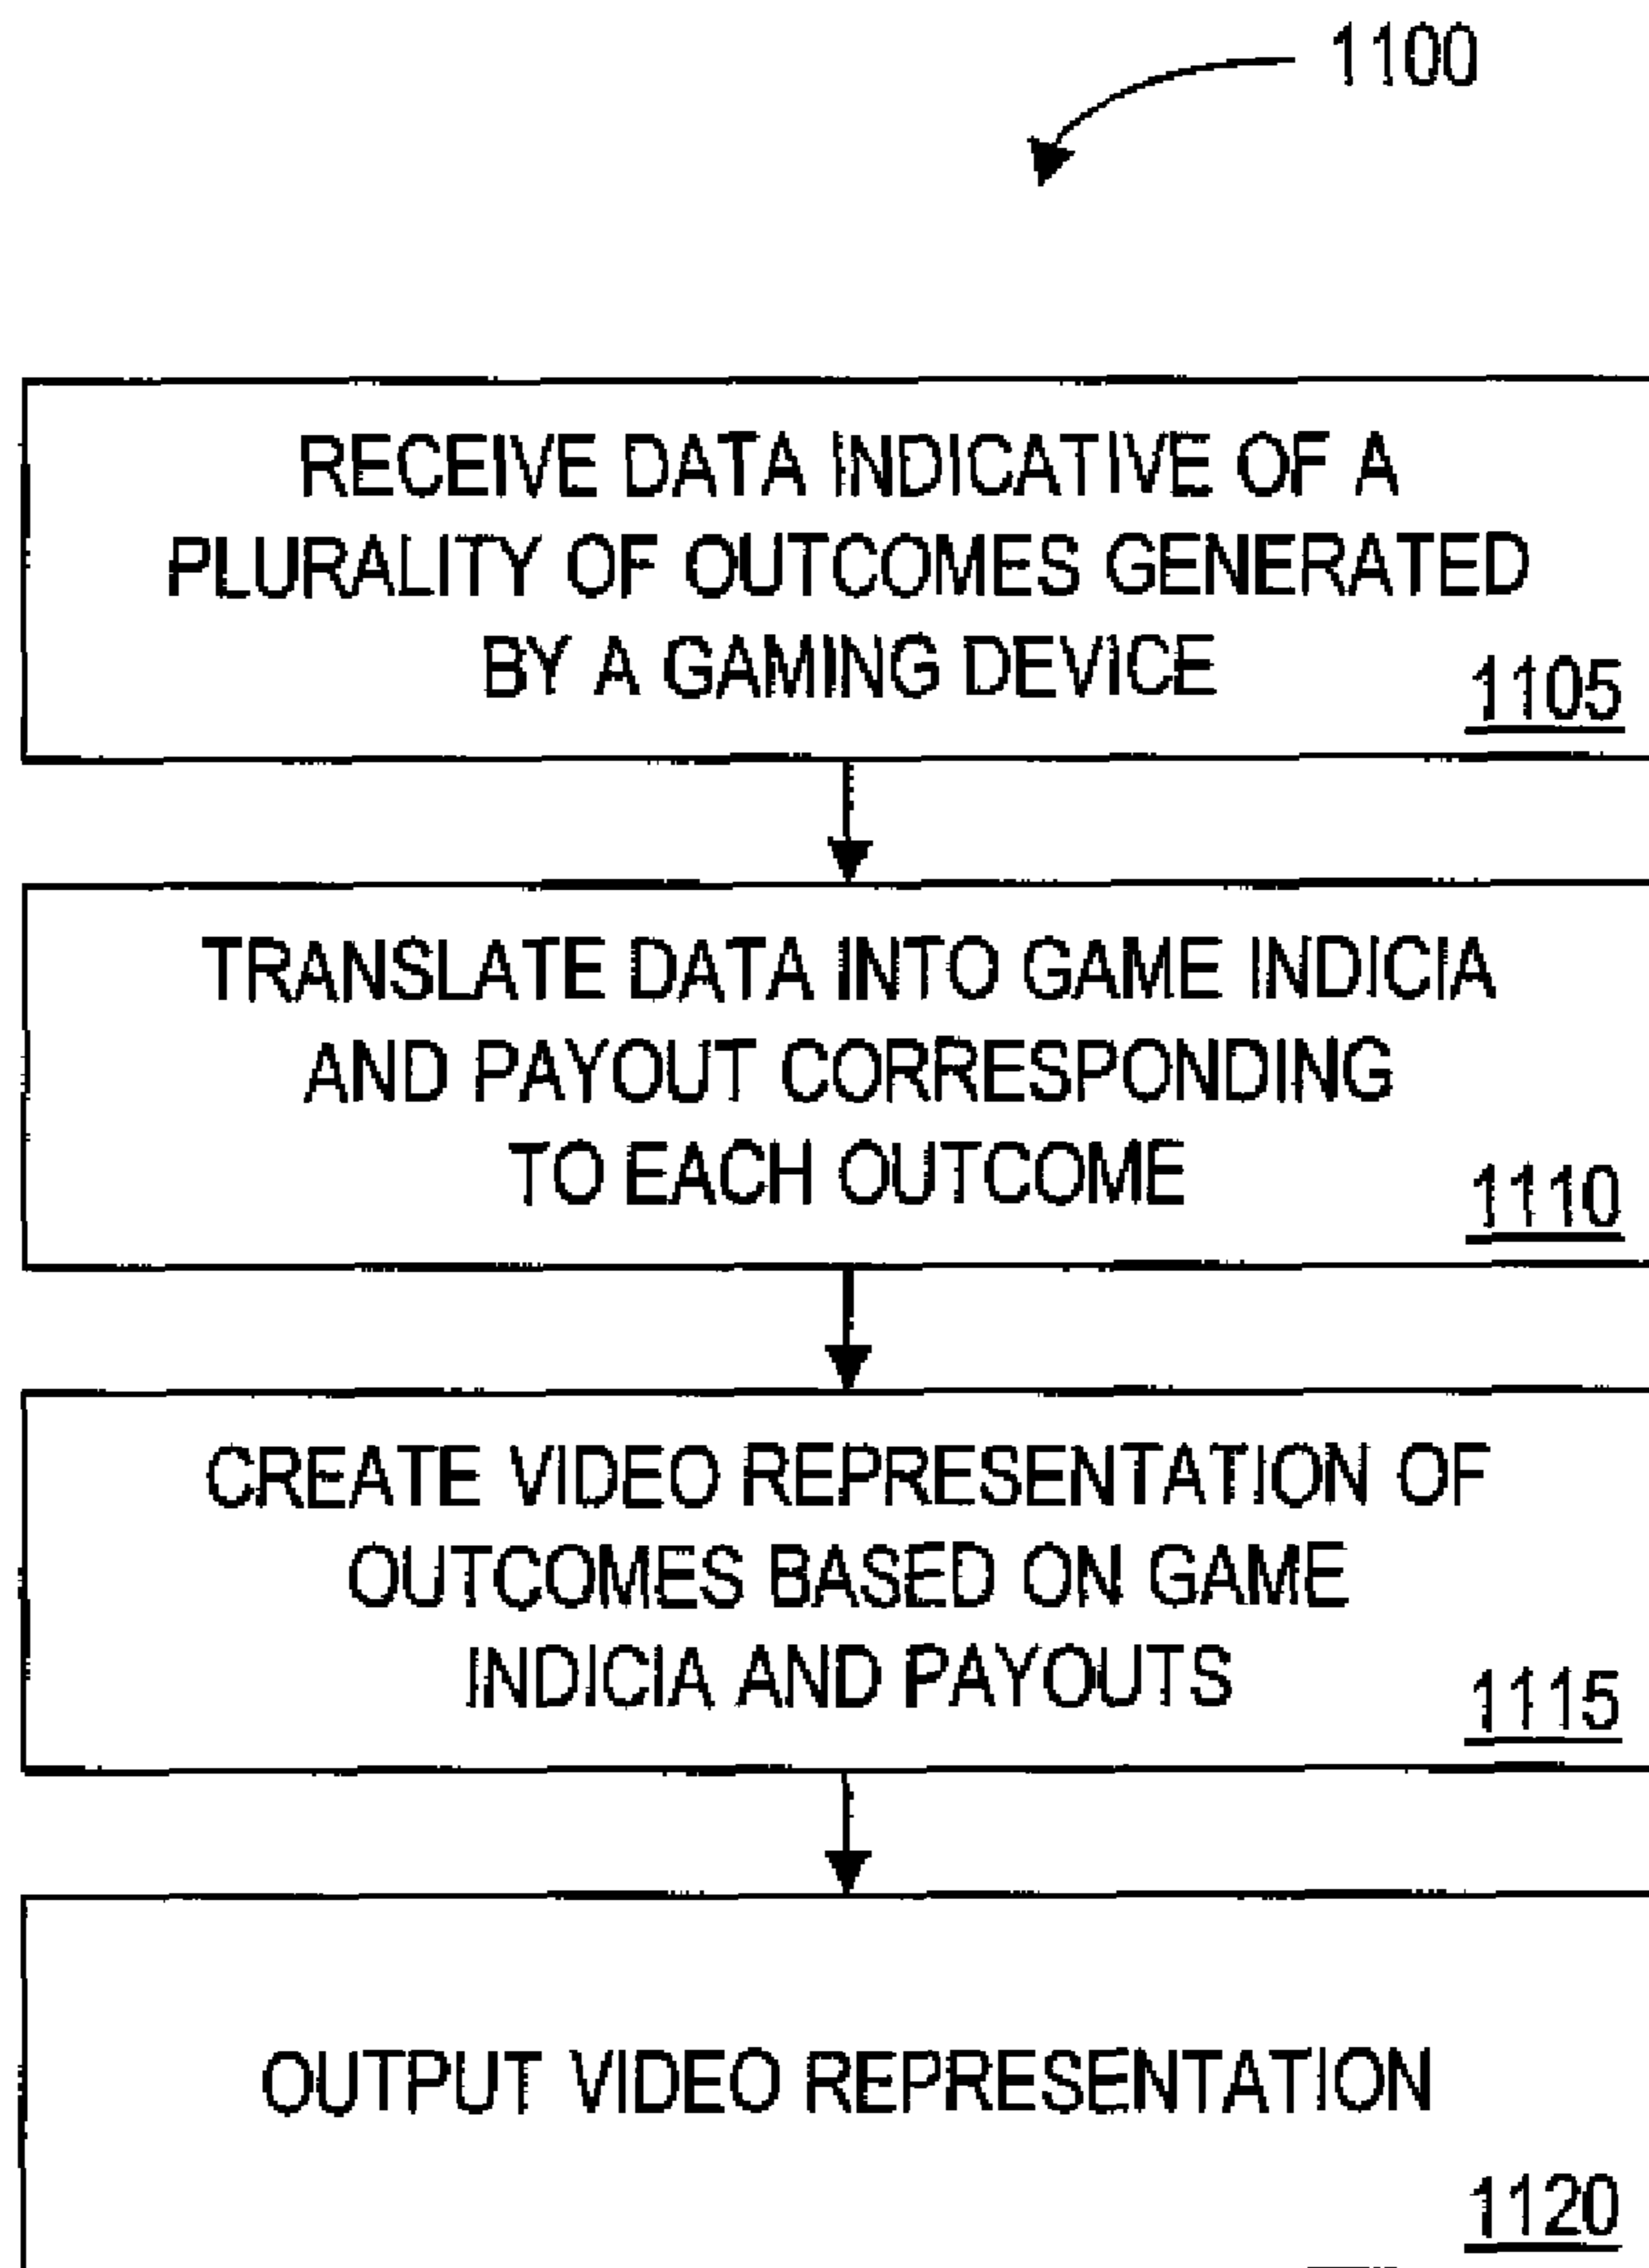 1100
RECEIVE DATA INDICATIVE OF A
PLURALITY OF OUTCOMES GENERATED
BY A GAMING DEVICE
1105
TRANSLATE DATA INTO GAME INDICIA
AND PAYOUT CORRESPONDING
TO EACH OUTCOME
1110
CREATE VIDEO REPRESENTATION OF
OUTCOMES BASED ON GAME
INDICIA AND PAYOUTS
1115
OUTPUT VIDEO REPRESENTATION
1120